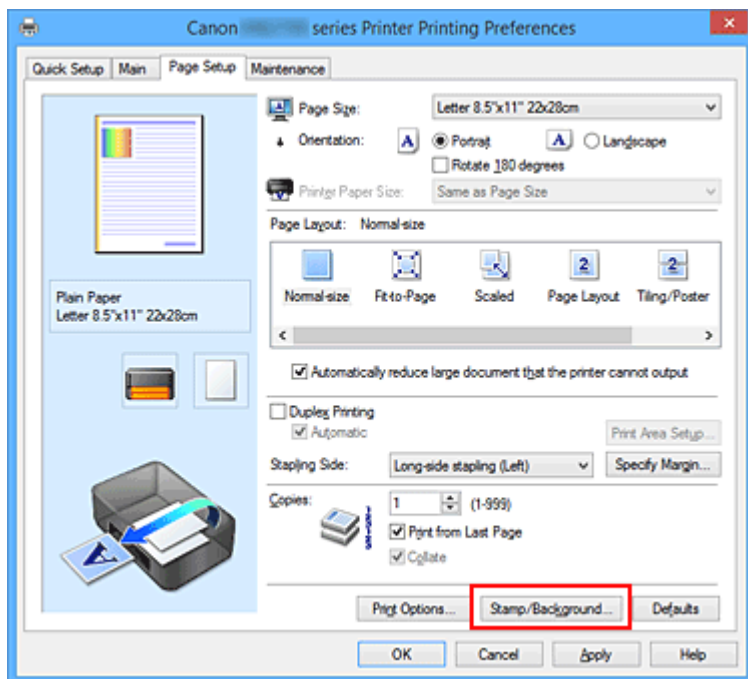 Canon series Printer Printing Preferences
Quick Setup Main Page Setup Maintenance
Page Size: Letter 8.5"x11" 22x28cm
Orientation: A Portrait A Landscape
Rotate 180 degrees
Printer Paper Size: Same as Page Size
Page Layout: Normal-size
2 2
Normal-size Fit-to-Page Scaled Page Layout Tiling/Poster
Plain Paper
Letter 8.5"x11" 22x28cm
Automatically reduce large document that the printer cannot output
Duplex Printing
Automatic
Print Area Setup...
Stapling Side: Long-side stapling (Left) Specify Margin...
Copies: 1 (1-999)
Print from Last Page
Collate
A
Print Options... Stamp/Background... Defaults
OK Cancel Apply Help